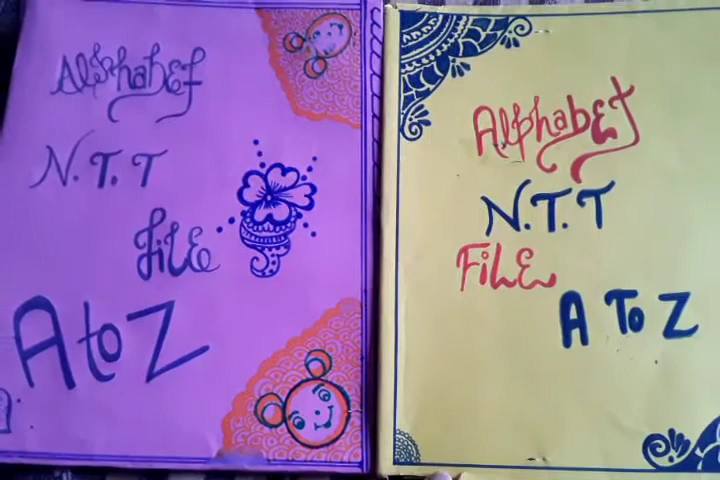 Alphabet
N.T.T
File
A to Z
Alphabet
N.T.T
FiLE
A To Z